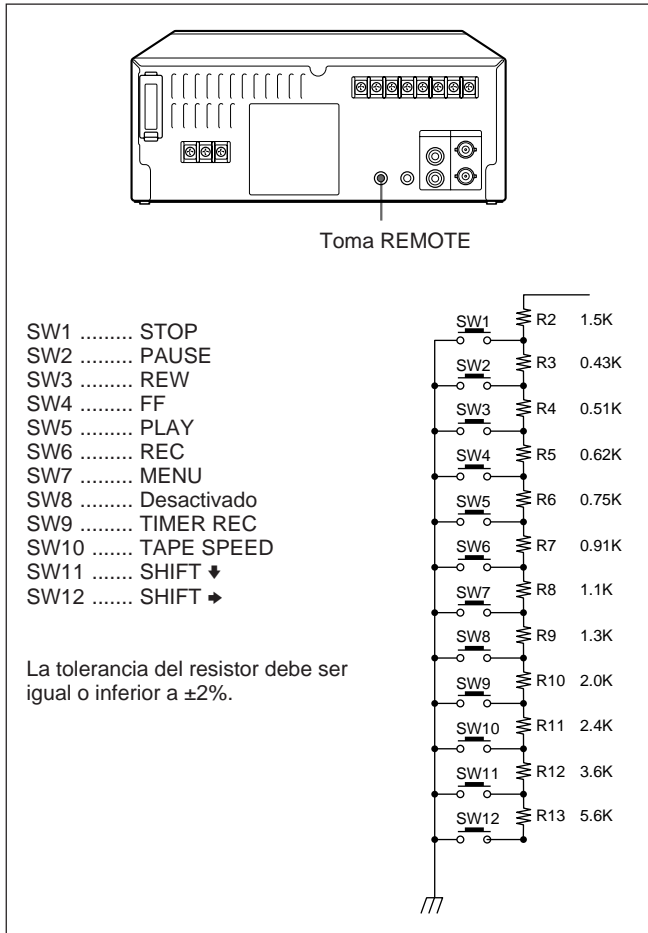 Toma REMOTE
SW1 ......... STOP
SW2 ......... PAUSE
SW3 ......... REW
SW4 ......... FF
SW5 ......... PLAY
SW6 ......... REC
SW7 ......... MENU
SW8 ......... Desactivado
SW9 ......... TIMER REC
SW10 ....... TAPE SPEED
SW11 ....... SHIFT
SW12 ....... SHIFT
La tolerancia del resistor debe ser
igual o inferior a ±2%.
R2 1.5K
SW1
R3 0.43K
SW2
R4 0.51K
SW3
R5 0.62K
SW4
R6 0.75K
SW5
R7 0.91K
SW6
R8 1.1K
SW7
R9 1.3K
SW8
R10 2.0K
SW9
R11 2.4K
SW10
R12 3.6K
SW11
R13 5.6K
SW12